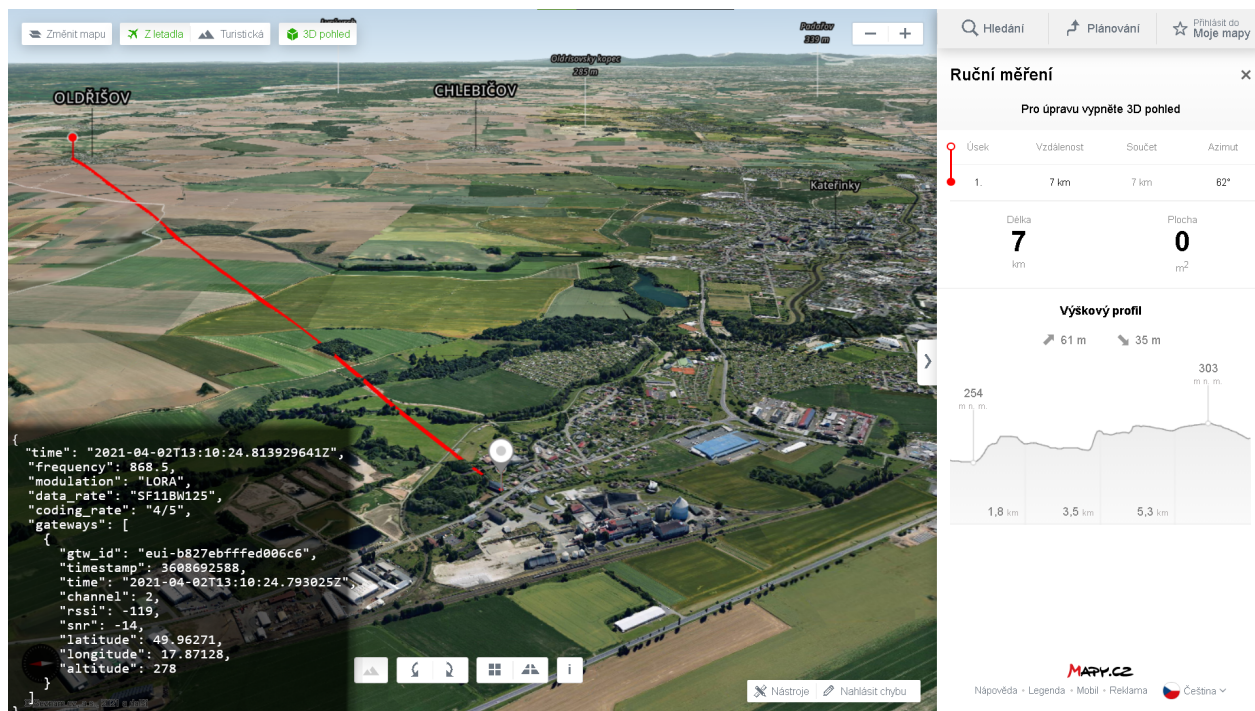 Změnit mapu
Z letadla
Turistická
3D pohled
Padařov
339 m
Oldřišovský kopec
285 m
OLDŘIŠOV
CHLEBIČOV
Kateřinky
{
"time": "2021-04-02T13:10:24.813929641Z",
"frequency": 868.5,
"modulation": "LORA",
"data_rate": "SF11BW125",
"coding_rate": "4/5",
"gateways": [
{
"gtw_id": "eui-b827ebfffed006c6",
"timestamp": 3608692588,
"time": "2021-04-02T13:10:24.793025Z",
"channel": 2,
"rssi": -119,
"snr": -14,
"latitude": 49.96271,
"longitude": 17.87128,
"altitude": 278
}
]
}
i
Nástroje
Nahlásit chybu
Hledání
Plánování
Přihlásit do
Moje mapy
Ruční měření
Pro úpravu vypněte 3D pohled
Úsek Vzdálenost Součet Azimut
1. 7 km 7 km 62°
Délka
7
km
Plocha
0
m²
Výškový profil
61 m 35 m
303
m n. m.
254
m n. m.
1,8 km 3,5 km 5,3 km
Mapy.cz
Nápověda • Legenda • Mobil • Reklama
Čeština